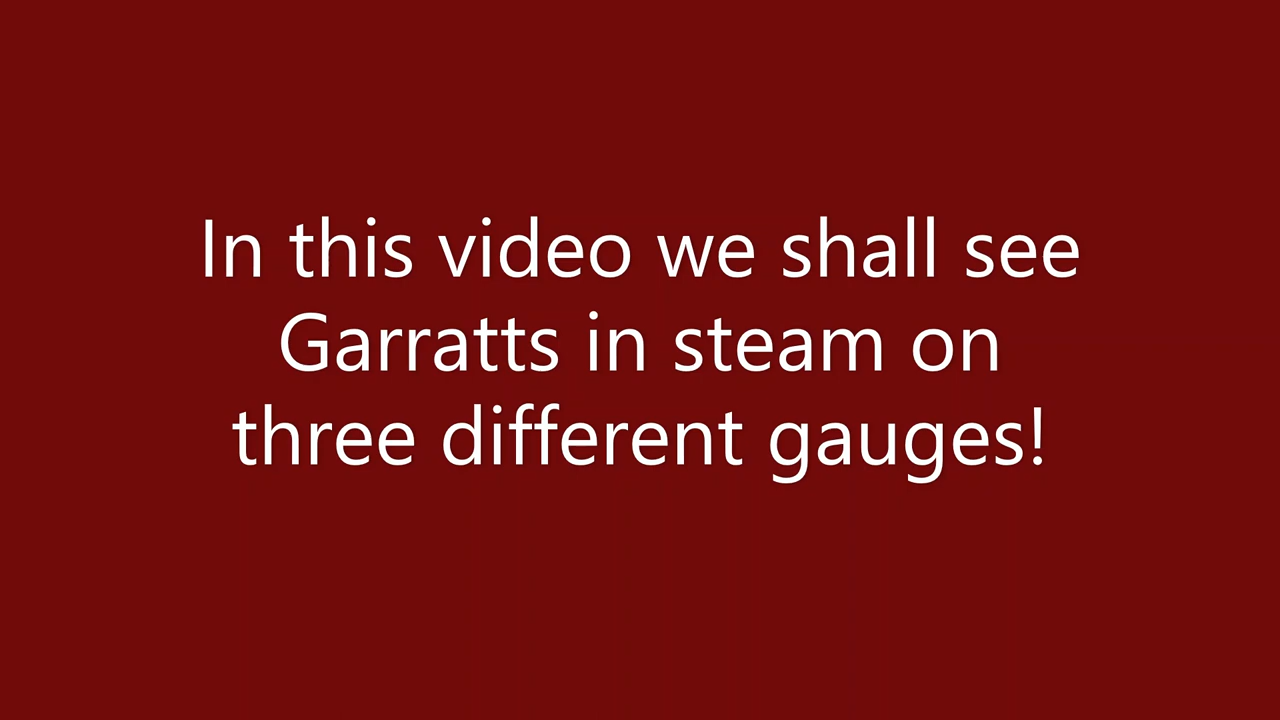 In this video we shall see
Garratts in steam on
three different gauges!